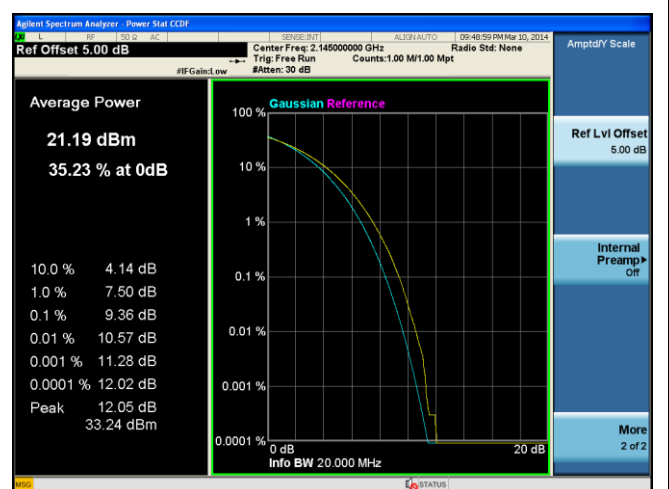 Agilent Spectrum Analyzer - Power Stat CCDF
L RF 50 Ω AC SENSE:INT ALIGN AUTO 09:48:59 PM Mar 10, 2014
Ref Offset 5.00 dB
Center Freq: 2.145000000 GHz Radio Std: None
Trig: Free Run Counts:1.00 M/1.00 Mpt
#IFGain:Low #Atten: 30 dB
Amptd/Y Scale
Average Power
21.19 dBm
35.23 % at 0dB
10.0 % 4.14 dB
1.0 % 7.50 dB
0.1 % 9.36 dB
0.01 % 10.57 dB
0.001 % 11.28 dB
0.0001 % 12.02 dB
Peak 12.05 dB
33.24 dBm
Gaussian Reference
100 %
10 %
1 %
0.1 %
0.01 %
0.001 %
0.0001 %
0 dB 20 dB
Info BW 20.000 MHz
Ref Lvl Offset
5.00 dB
Internal
Preamp
Off
More
2 of 2
MSG STATUS